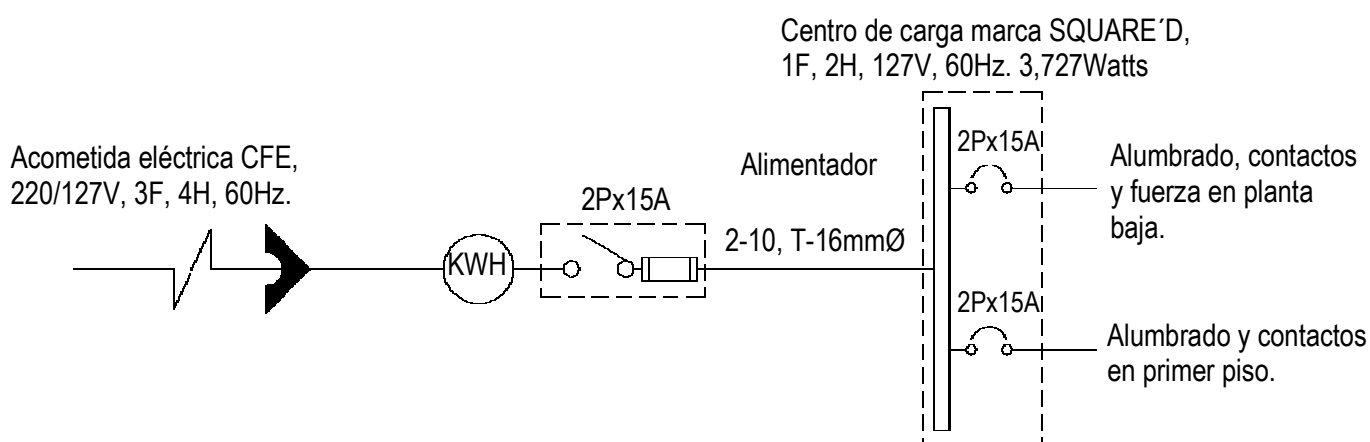 Centro de carga marca SQUARE´D,
1F, 2H, 127V, 60Hz. 3,727Watts
Acometida eléctrica CFE,
220/127V, 3F, 4H, 60Hz.
KWH
2Px15A
Alimentador
2-10, T-16mmØ
2Px15A
Alumbrado, contactos
y fuerza en planta
baja.
2Px15A
Alumbrado y contactos
en primer piso.